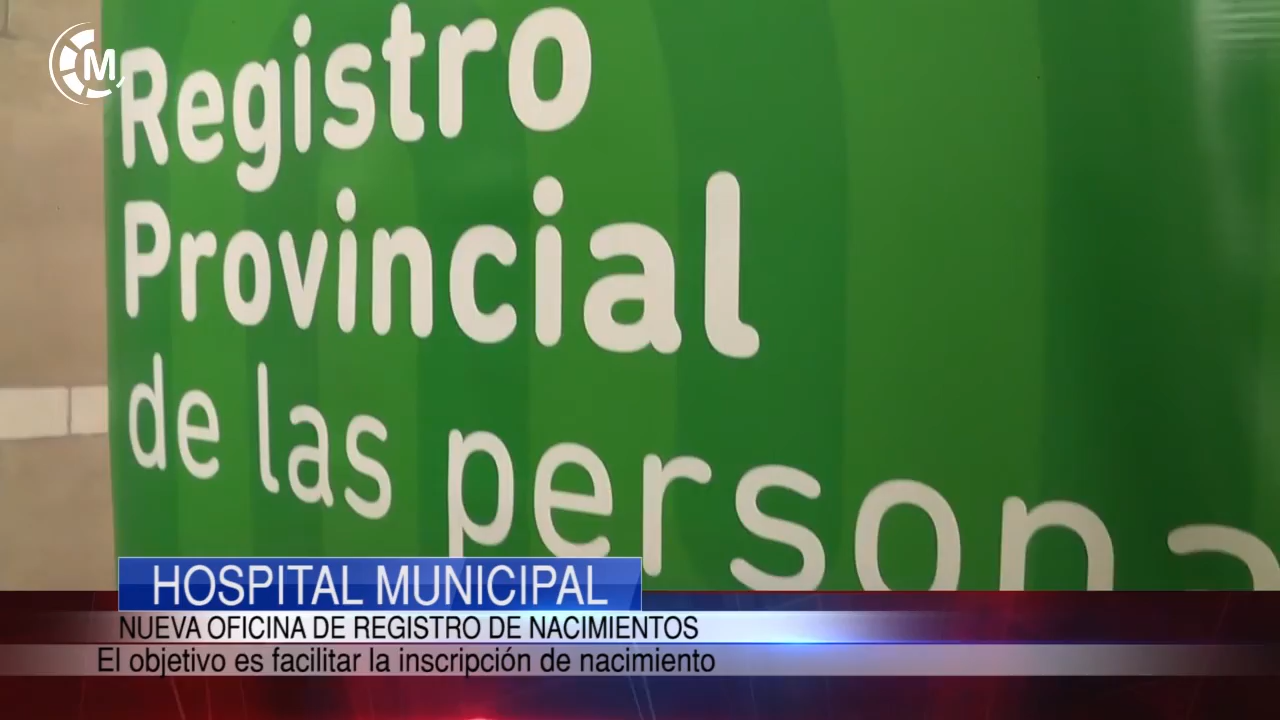 M
Registro
Provincial
de las persona
HOSPITAL MUNICIPAL
NUEVA OFICINA DE REGISTRO DE NACIMIENTOS
El objetivo es facilitar la inscripción de nacimiento